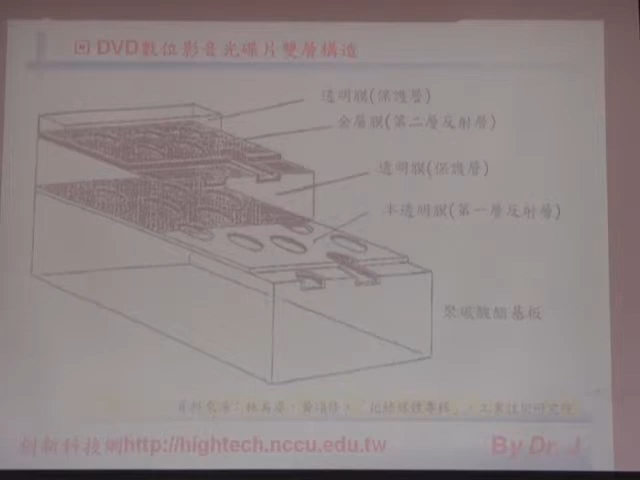 DVD數位影音光碟片雙層構造
透明膜(保護層)
金屬膜(第二層反射層)
透明膜(保護層)
半透明膜(第一層反射層)
聚碳酸酯基板
創新科技網http://hightech.nccu.edu.tw
By Dr. J